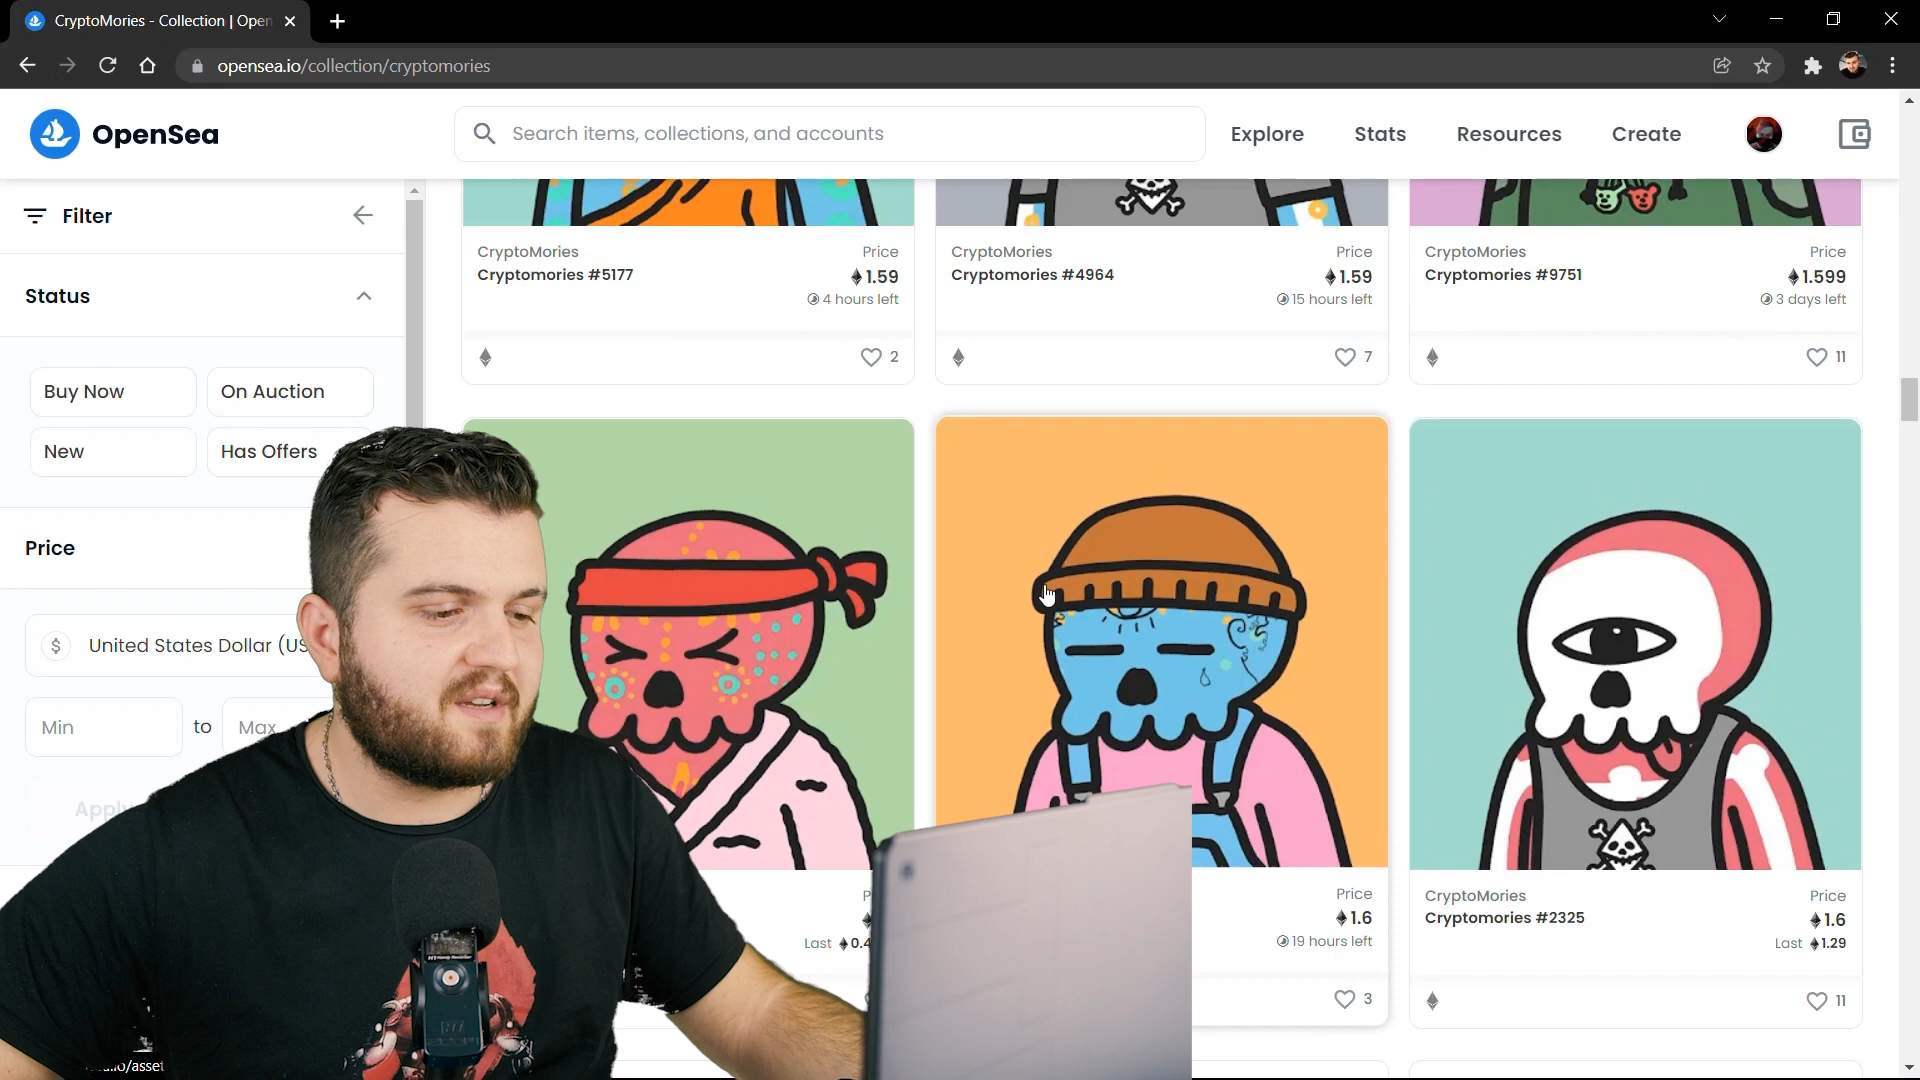 CryptoMories - Collection | Open
opensea.io/collection/cryptomories
OpenSea
Search items, collections, and accounts
Explore
Stats
Resources
Create
Filter
Status
Buy Now
On Auction
New
Has Offers
Price
$ United States Dollar (US
Min
to
Max
Apply
CryptoMories
Price
Cryptomories #5177
1.59
4 hours left
2
CryptoMories
Price
Cryptomories #4964
1.59
15 hours left
7
CryptoMories
Price
Cryptomories #9751
1.599
3 days left
11
Last 0.4
Price
1.6
19 hours left
3
CryptoMories
Price
Cryptomories #2325
1.6
Last 1.29
11